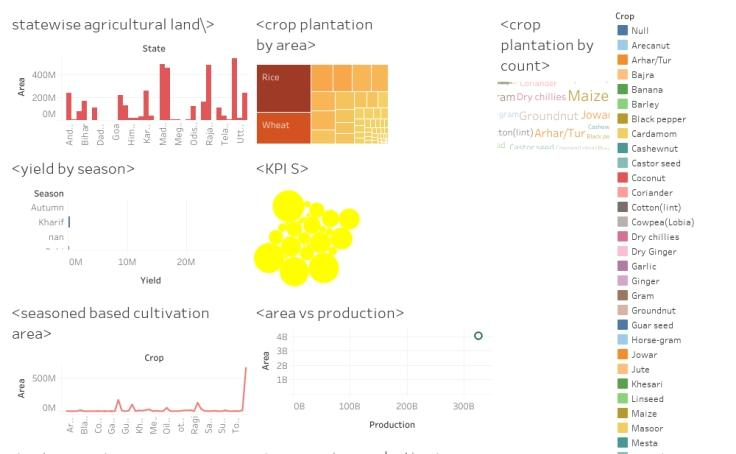 statewise agricultural land\>
State
Area
400M
200M
0M
And..
Bihar
Dad..
Goa
Him..
Kar..
Mad..
Meg..
Odis..
Raja..
Tela..
Utt..
<crop plantation
by area>
Rice
Wheat
<crop
plantation by
count>
Coriander
Dry chillies Maize
gram Groundnut Jowar
Cashew
ton(lint) Arhar/Tur Black pepper
Castor seed
<yield by season>
Season
Autumn
Kharif
nan
0M
10M
20M
Yield
<KPI S>
<seasoned based cultivation
area>
Crop
Area
500M
0M
Ar..
Bla..
Co..
Ga..
Gu..
Kh..
Me..
Oil..
ot..
Ragi
Sa..
Su..
To..
<area vs production>
Area
4B
3B
2B
1B
0B
100B
200B
300B
Production
Crop
Null
Arecanut
Arhar/Tur
Bajra
Banana
Barley
Black pepper
Cardamom
Cashewnut
Castor seed
Coconut
Coriander
Cotton(lint)
Cowpea(Lobia)
Dry chillies
Dry Ginger
Garlic
Ginger
Gram
Groundnut
Guar seed
Horse-gram
Jowar
Jute
Khesari
Linseed
Maize
Masoor
Mesta